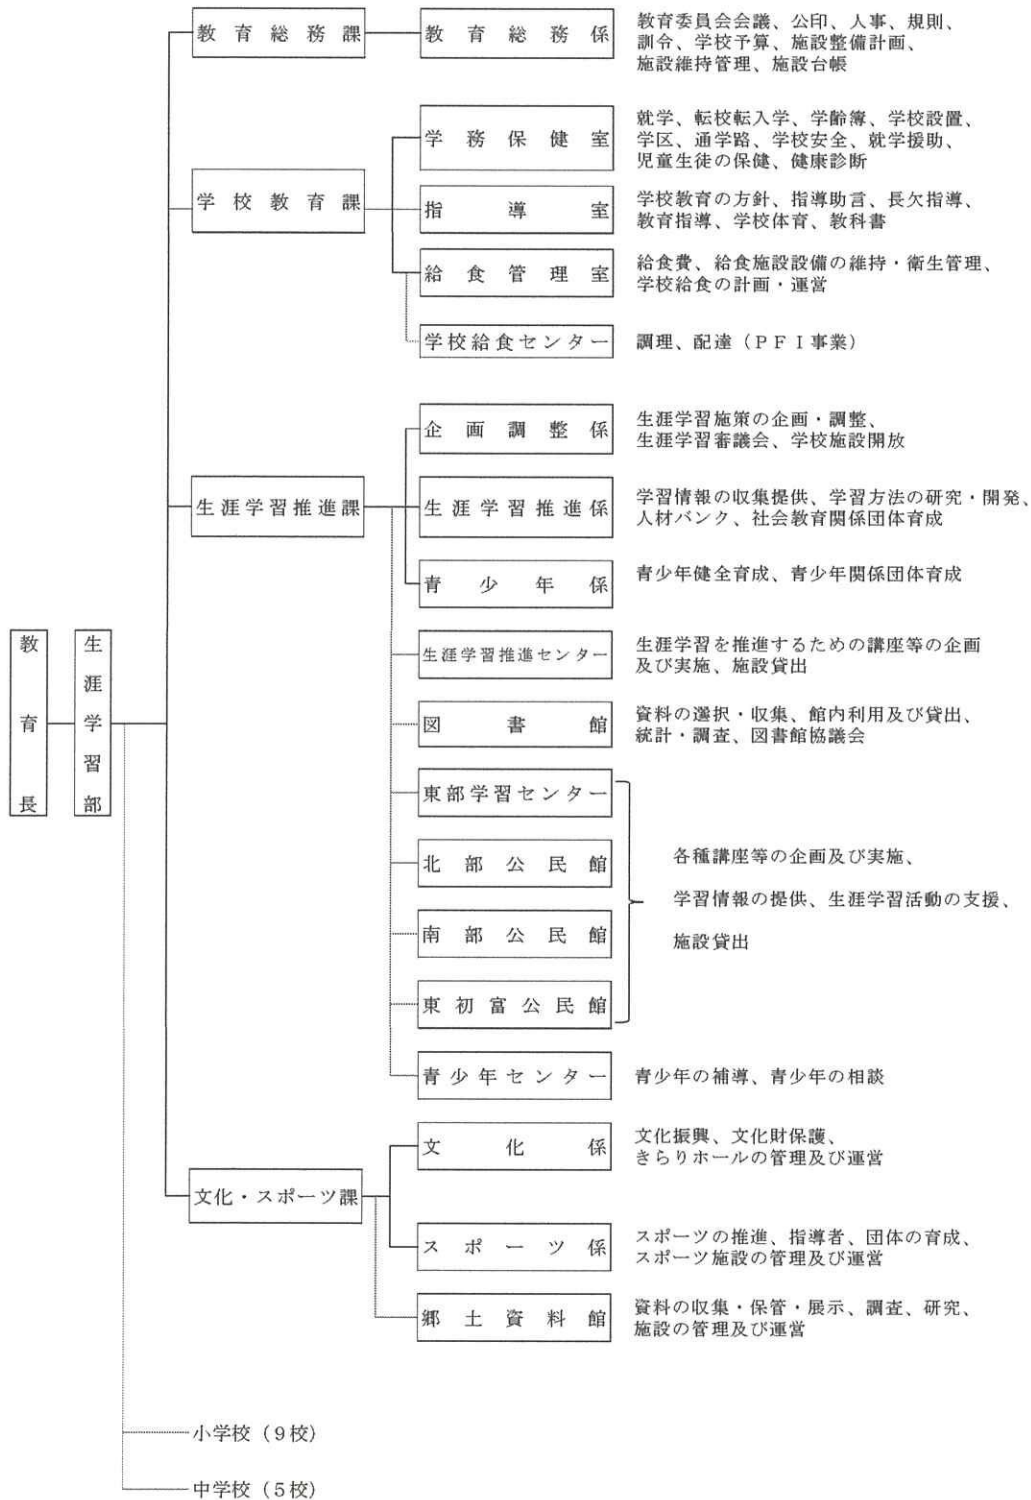 教育長
生涯学習部
教育総務課
教育総務係
教育委員会会議、公印、人事、規則、
訓令、学校予算、施設整備計画、
施設維持管理、施設台帳
学校教育課
学務保健室
就学、転校転入学、学齢簿、学校設置、
学区、通学路、学校安全、就学援助、
児童生徒の保健、健康診断
指導室
学校教育の方針、指導助言、長欠指導、
教育指導、学校体育、教科書
給食管理室
給食費、給食施設設備の維持・衛生管理、
学校給食の計画・運営
学校給食センター
調理、配達（ＰＦＩ事業）
生涯学習推進課
企画調整係
生涯学習施策の企画・調整、
生涯学習審議会、学校施設開放
生涯学習推進係
学習情報の収集提供、学習方法の研究・開発、
人材バンク、社会教育関係団体育成
青少年係
青少年健全育成、青少年関係団体育成
生涯学習推進センター
生涯学習を推進するための講座等の企画
及び実施、施設貸出
図書館
資料の選択・収集、館内利用及び貸出、
統計・調査、図書館協議会
東部学習センター
北部公民館
南部公民館
東初富公民館
各種講座等の企画及び実施、
学習情報の提供、生涯学習活動の支援、
施設貸出
青少年センター
青少年の補導、青少年の相談
文化・スポーツ課
文化係
文化振興、文化財保護、
きらりホールの管理及び運営
スポーツ係
スポーツの推進、指導者、団体の育成、
スポーツ施設の管理及び運営
郷土資料館
資料の収集・保管・展示、調査、研究、
施設の管理及び運営
小学校（９校）
中学校（５校）